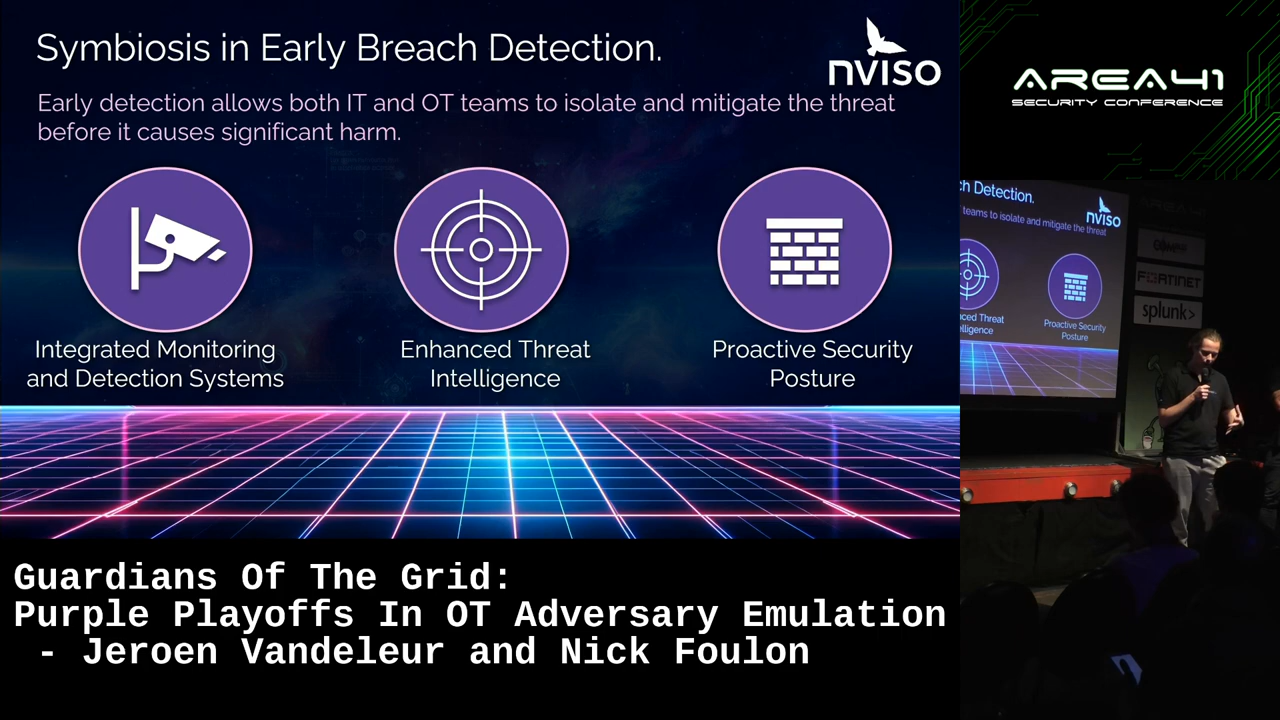 Symbiosis in Early Breach Detection.
nviso
Early detection allows both IT and OT teams to isolate and mitigate the threat
before it causes significant harm.
Integrated Monitoring
and Detection Systems
Enhanced Threat
Intelligence
Proactive Security
Posture
AREA41
SECURITY CONFERENCE
ch Detection.
nviso
teams to isolate and mitigate the threat
nced Threat
elligence
Proactive Security
Posture
FORTINET
splunk>
Guardians Of The Grid:
Purple Playoffs In OT Adversary Emulation
- Jeroen Vandeleur and Nick Foulon